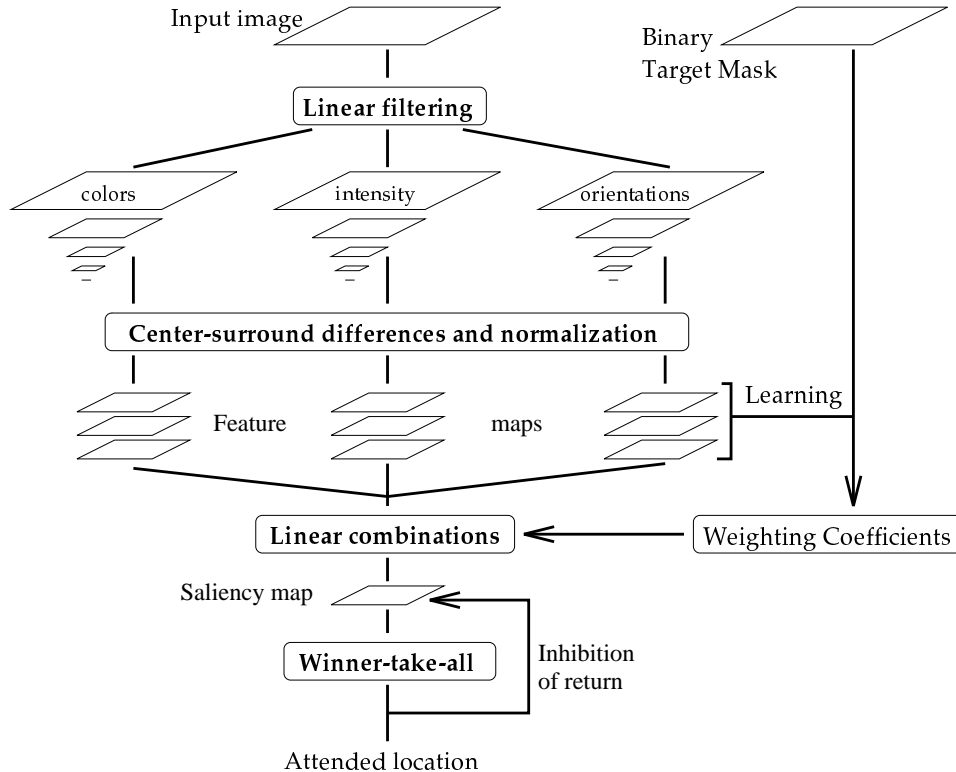 Input image
Binary
Target Mask
Linear filtering
colors
intensity
orientations
Center-surround differences and normalization
Learning
Feature
maps
Linear combinations
Weighting Coefficients
Saliency map
Winner-take-all
Inhibition
of return
Attended location